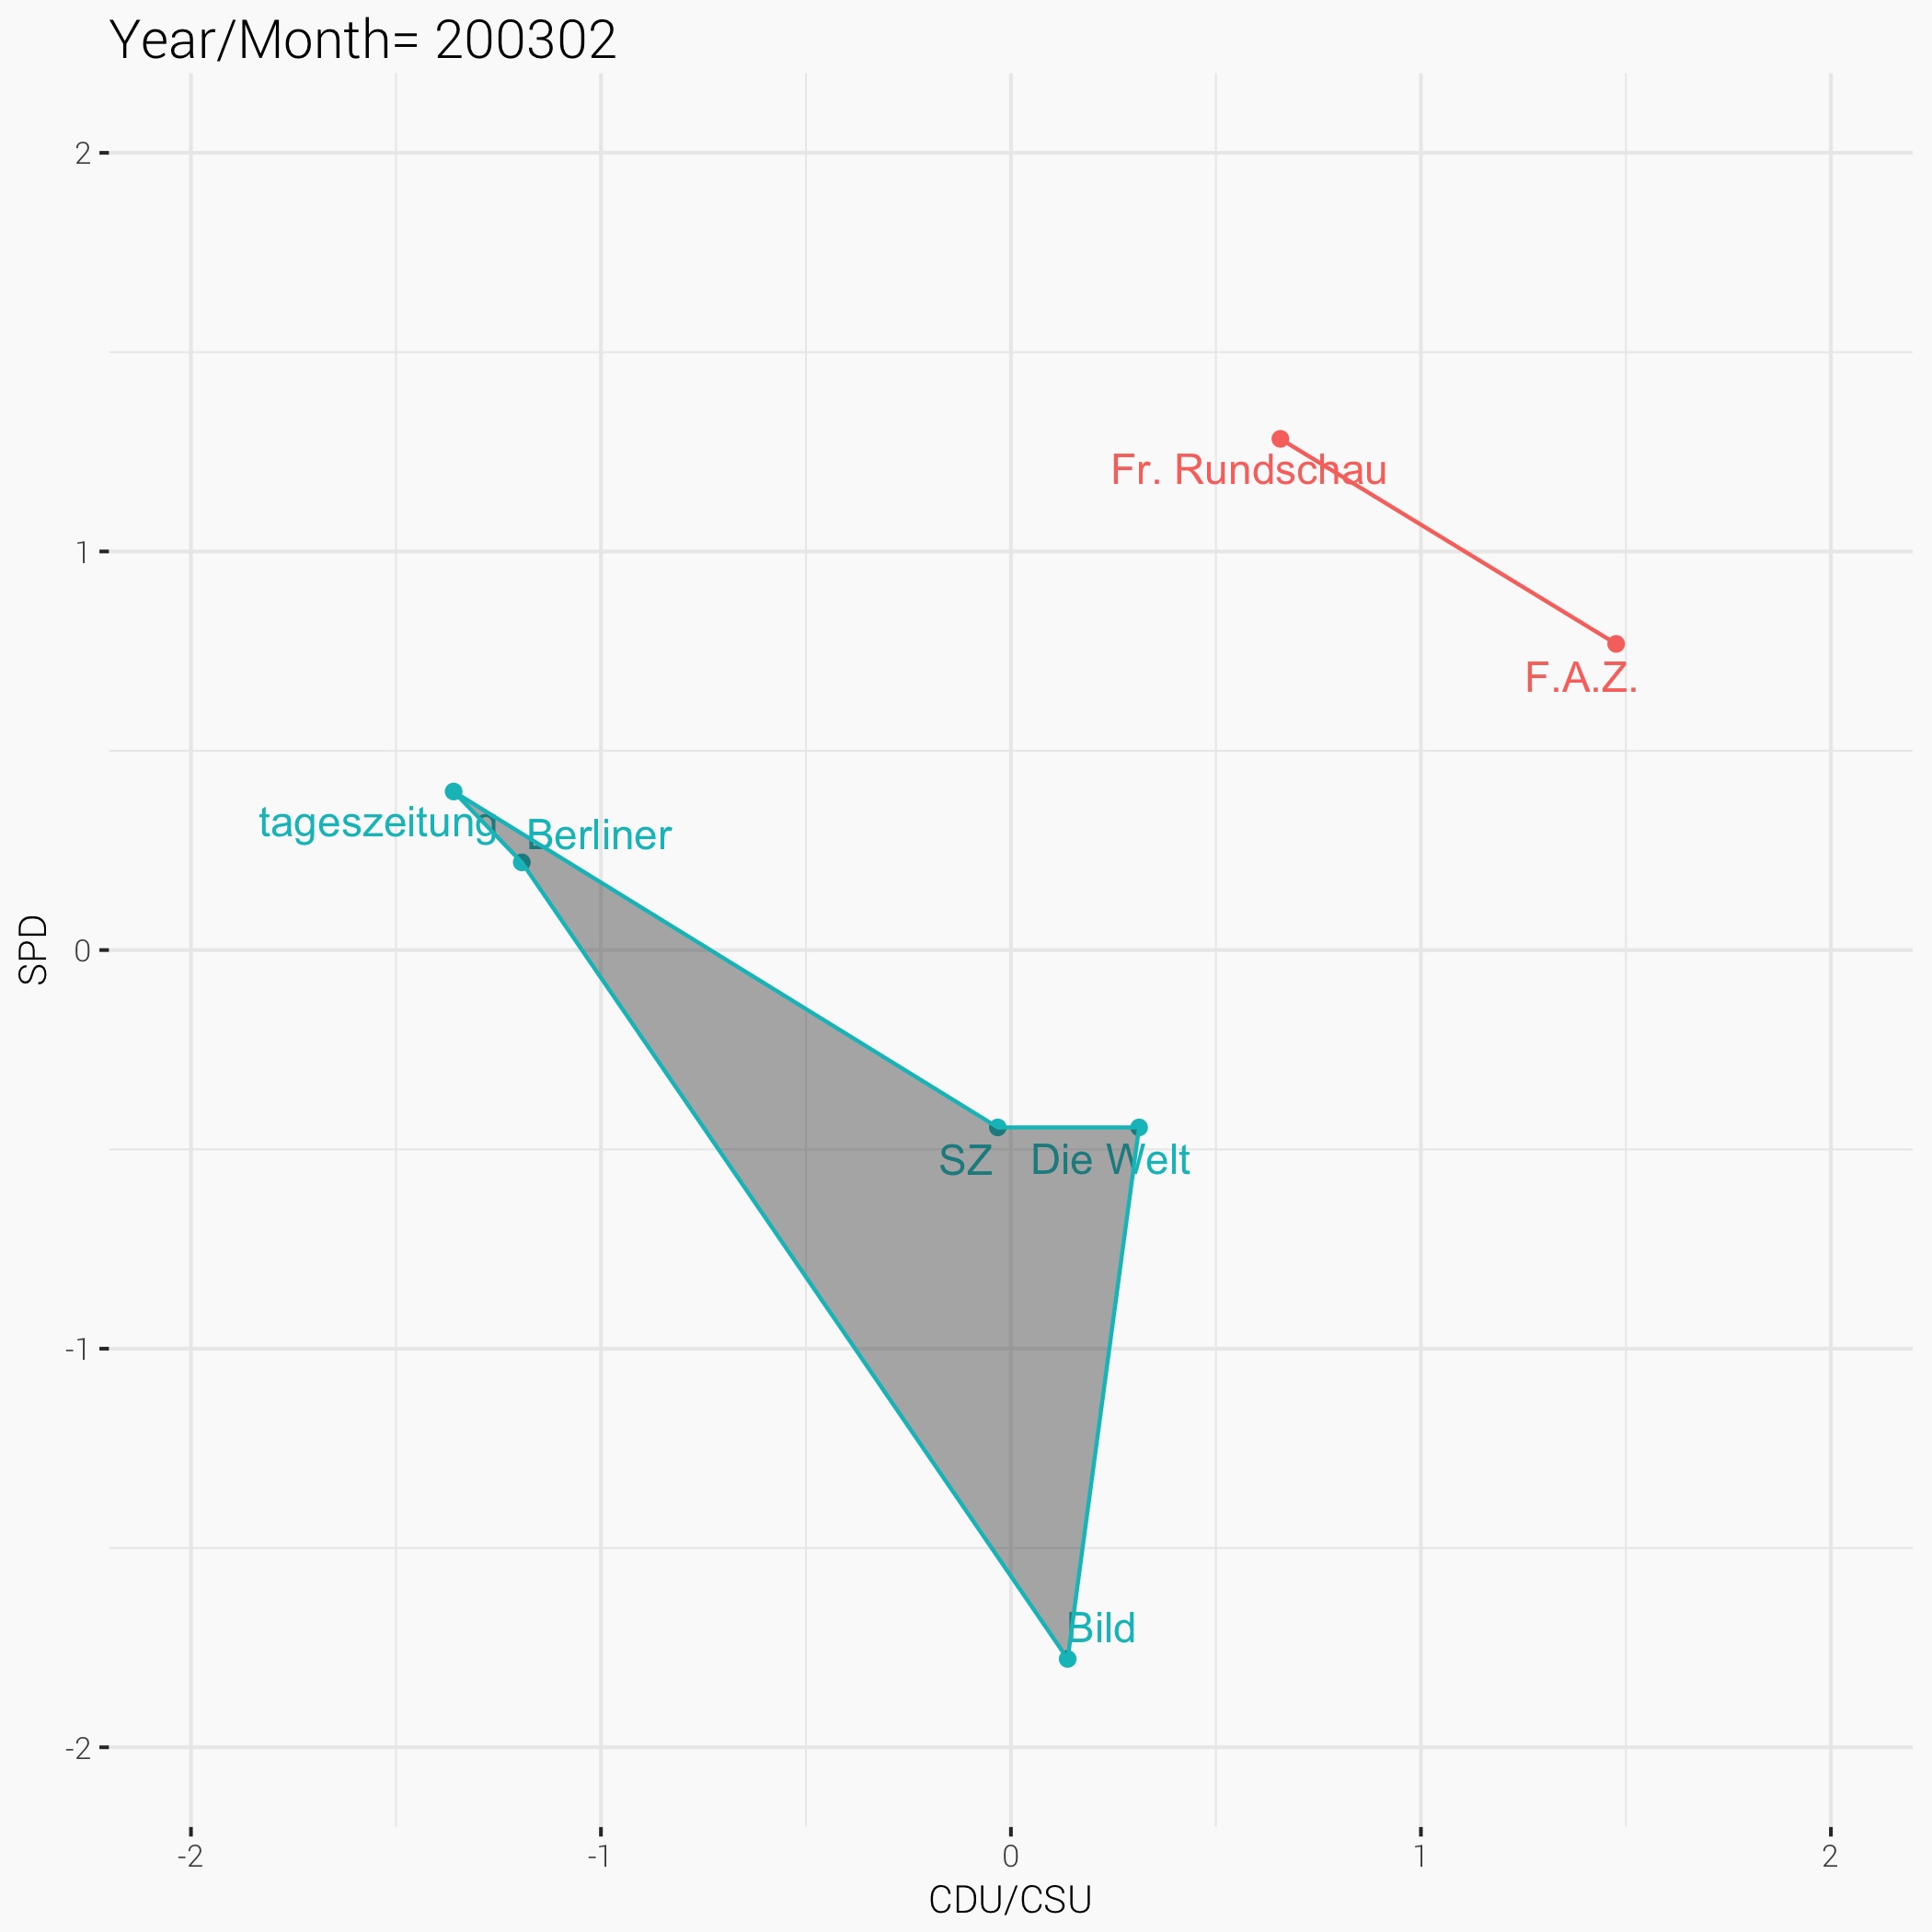 Year/Month= 200302
2
1
0
-1
-2
SPD
Fr. Rundschau
F.A.Z.
tageszeitung
Berliner
SZ
Die Welt
Bild
-2
-1
0
1
2
CDU/CSU